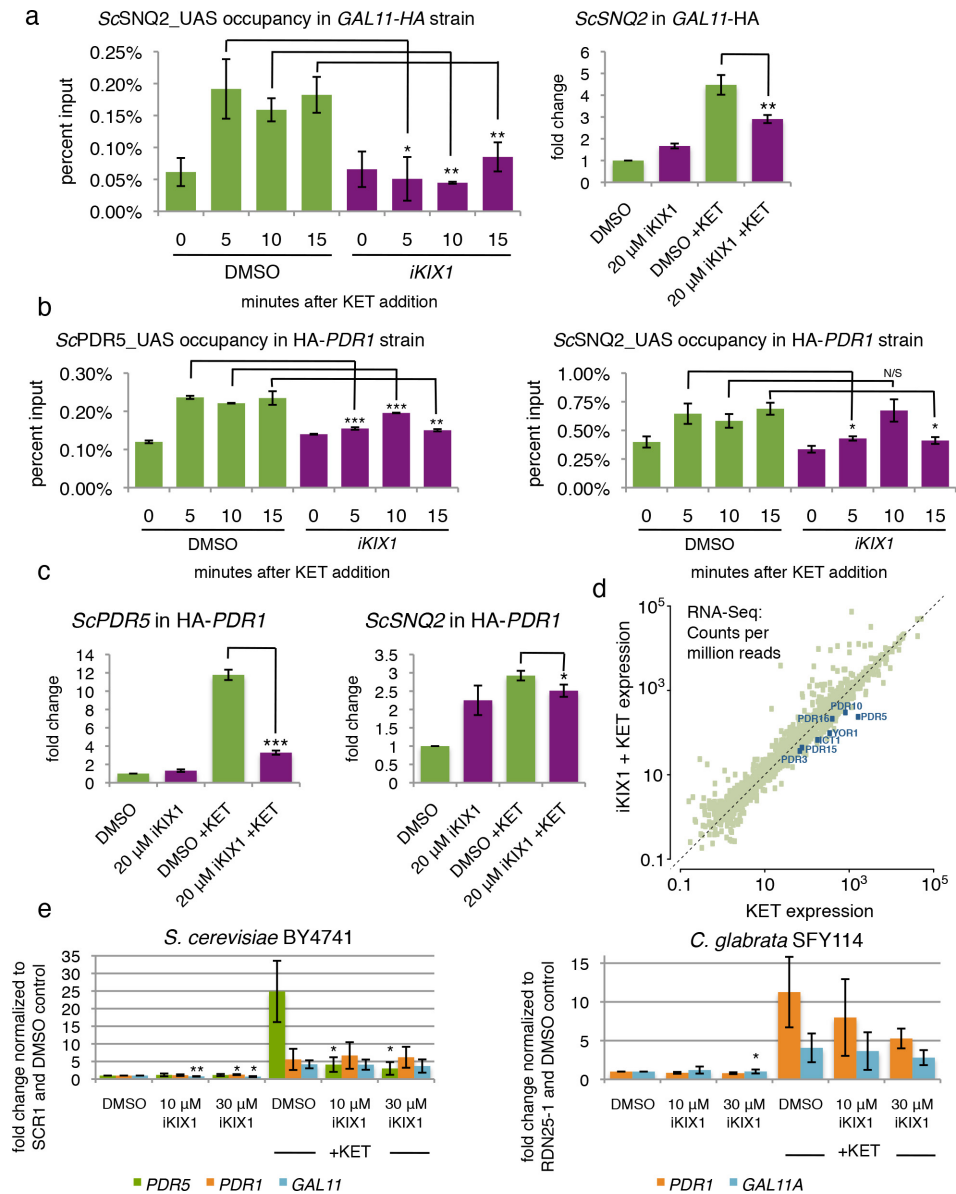 a
ScSNQ2_UAS occupancy in GAL11-HA strain
percent input
0.25%
0.20%
0.15%
0.10%
0.05%
0.00%
* ** **
0 5 10 15 0 5 10 15
DMSO iKIX1
minutes after KET addition
ScSNQ2 in GAL11-HA
fold change
6
5
4
3
2
1
0
**
DMSO
20 µM iKIX1
DMSO +KET
20 µM iKIX1 +KET
b
ScPDR5_UAS occupancy in HA-PDR1 strain
percent input
0.30%
0.20%
0.10%
0.00%
*** *** **
0 5 10 15 0 5 10 15
DMSO iKIX1
minutes after KET addition
ScSNQ2_UAS occupancy in HA-PDR1 strain
percent input
1.00%
0.75%
0.50%
0.25%
0.00%
* N/S *
0 5 10 15 0 5 10 15
DMSO iKIX1
minutes after KET addition
c
ScPDR5 in HA-PDR1
fold change
14
12
10
8
6
4
2
0
***
DMSO
20 µM iKIX1
DMSO +KET
20 µM iKIX1 +KET
ScSNQ2 in HA-PDR1
fold change
3.5
3
2.5
2
1.5
1
0.5
0
*
DMSO
20 µM iKIX1
DMSO +KET
20 µM iKIX1 +KET
d
RNA-Seq:
Counts per
million reads
iKIX1 + KET expression
10^5
10^3
10
0.1
PDR10
PDR16
PDR5
YOR1
ICT1
PDR15
PDR3
0.1 10 10^3 10^5
KET expression
e
S. cerevisiae BY4741
fold change normalized to
SCR1 and DMSO control
35
30
25
20
15
10
5
0
** * * * *
DMSO 10 µM iKIX1 30 µM iKIX1 DMSO 10 µM iKIX1 30 µM iKIX1
+KET
PDR5 PDR1 GAL11
C. glabrata SFY114
fold change normalized to
RDN25-1 and DMSO control
15
10
5
0
*
DMSO 10 µM iKIX1 30 µM iKIX1 DMSO 10 µM iKIX1 30 µM iKIX1
+KET
PDR1 GAL11A